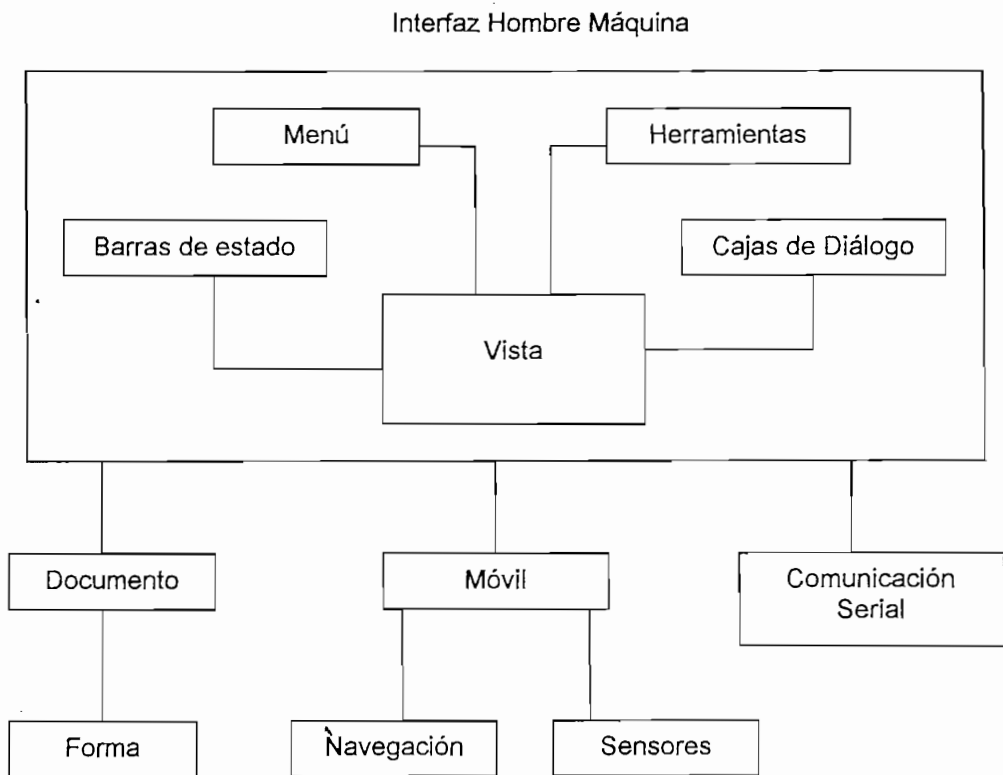 Interfaz Hombre Máquina
Menú
Herramientas
Barras de estado
Cajas de Diálogo
Vista
Documento
Móvil
Comunicación
Serial
Forma
Navegación
Sensores